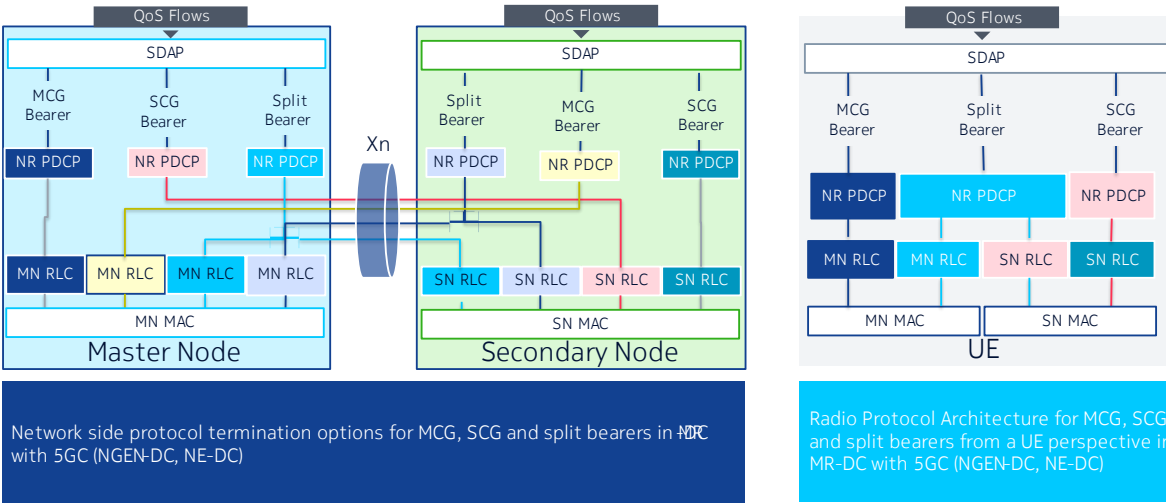 QoS Flows
SDAP
MCG
Bearer
SCG
Bearer
Split
Bearer
NR PDCP
NR PDCP
NR PDCP
MN RLC
MN RLC
MN RLC
MN RLC
MN MAC
Master Node
Xn
QoS Flows
SDAP
Split
Bearer
MCG
Bearer
SCG
Bearer
NR PDCP
NR PDCP
NR PDCP
SN RLC
SN RLC
SN RLC
SN RLC
SN MAC
Secondary Node
QoS Flows
SDAP
MCG
Bearer
Split
Bearer
SCG
Bearer
NR PDCP
NR PDCP
NR PDCP
MN RLC
MN RLC
SN RLC
SN RLC
MN MAC
SN MAC
UE
Network side protocol termination options for MCG, SCG and split bearers in
with 5GC (NGEN-DC, NE-DC)
Radio Protocol Architecture for MCG, SCG
and split bearers from a UE perspective in
MR-DC with 5GC (NGEN-DC, NE-DC)